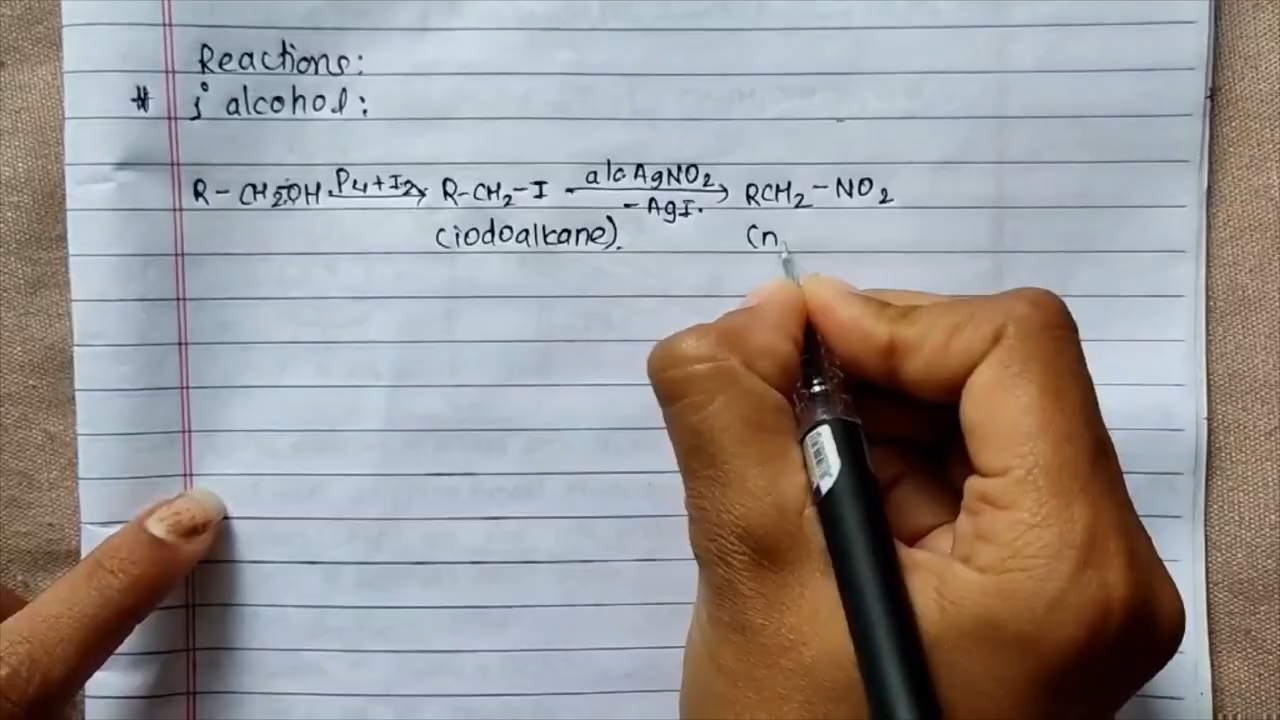 Reactions:
# 1° alcohol:
R-CH2OH P4+I2 → R-CH2-I alc AgNO2 → RCH2-NO2
-AgI.
(iodoalkane). (n